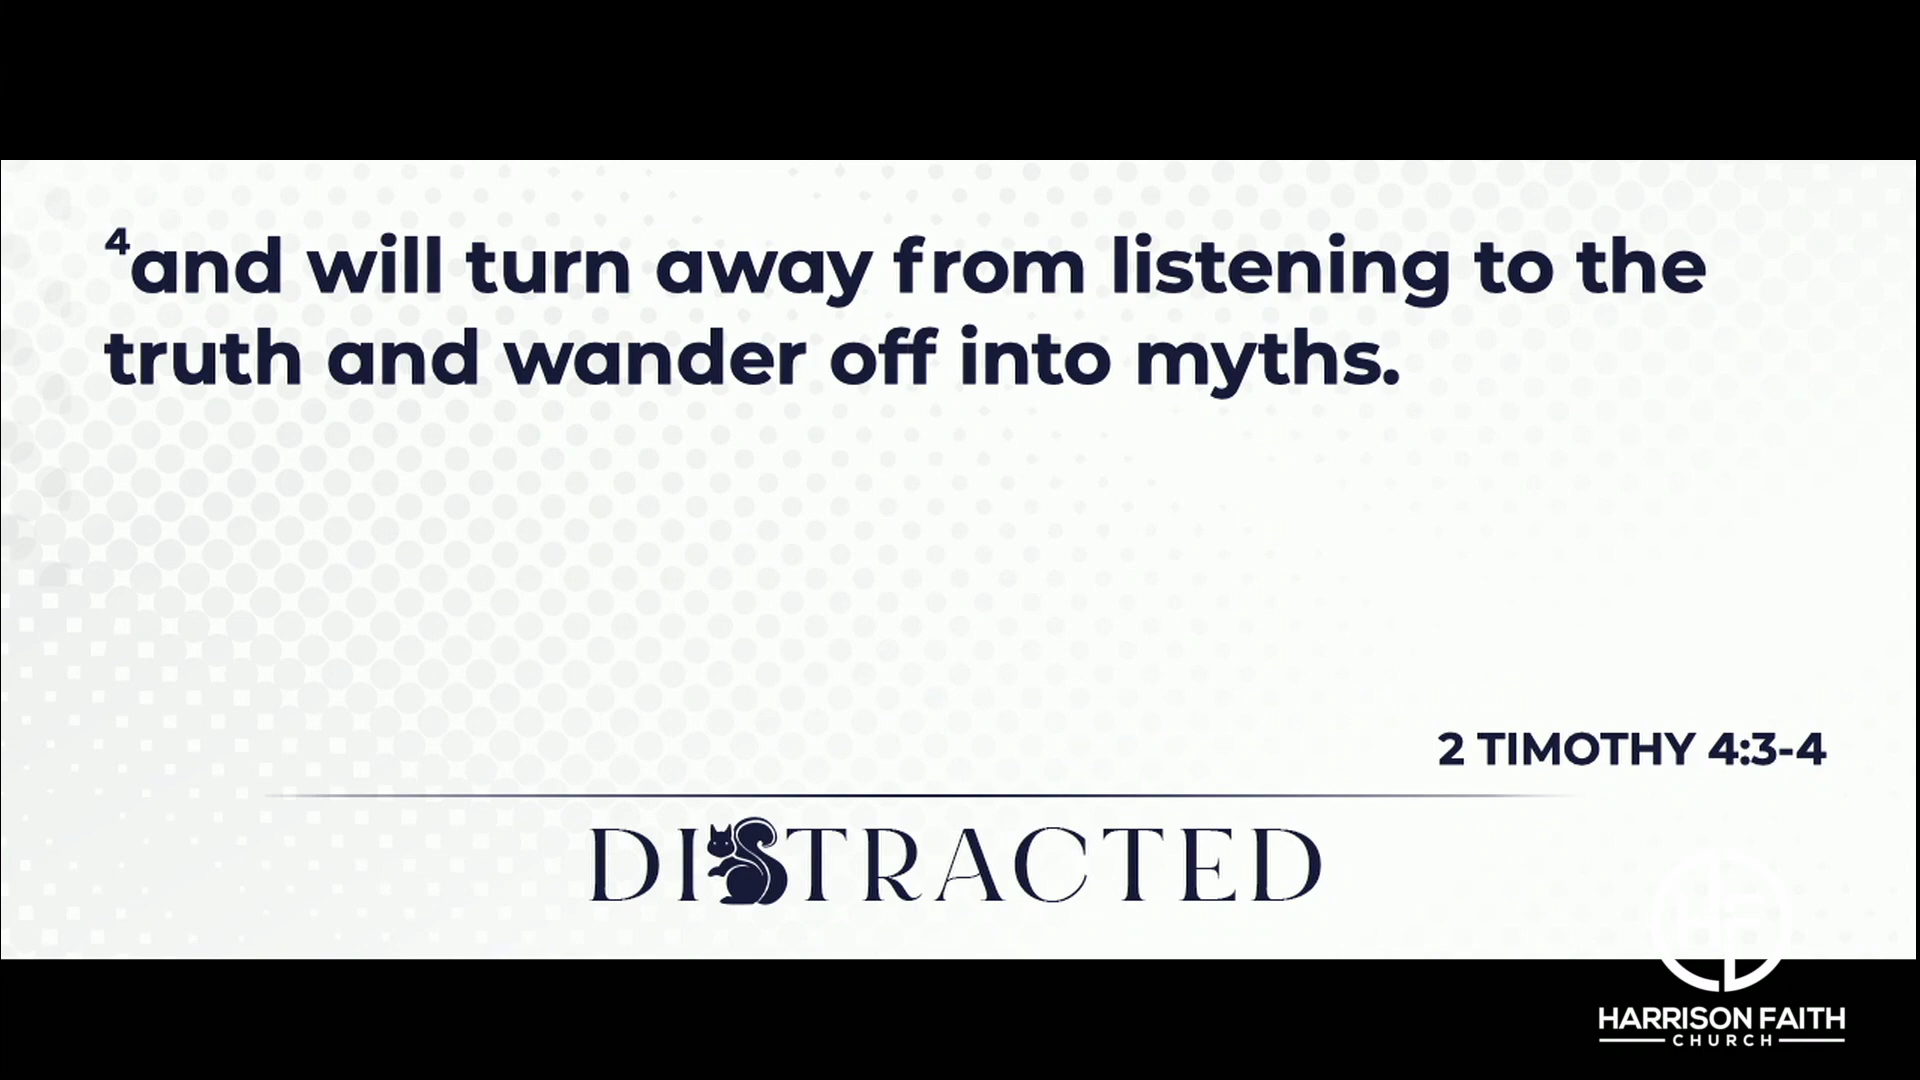 ⁴and will turn away from listening to the
truth and wander off into myths.
2 TIMOTHY 4:3-4
DISTRACTED
HARRISON FAITH
CHURCH